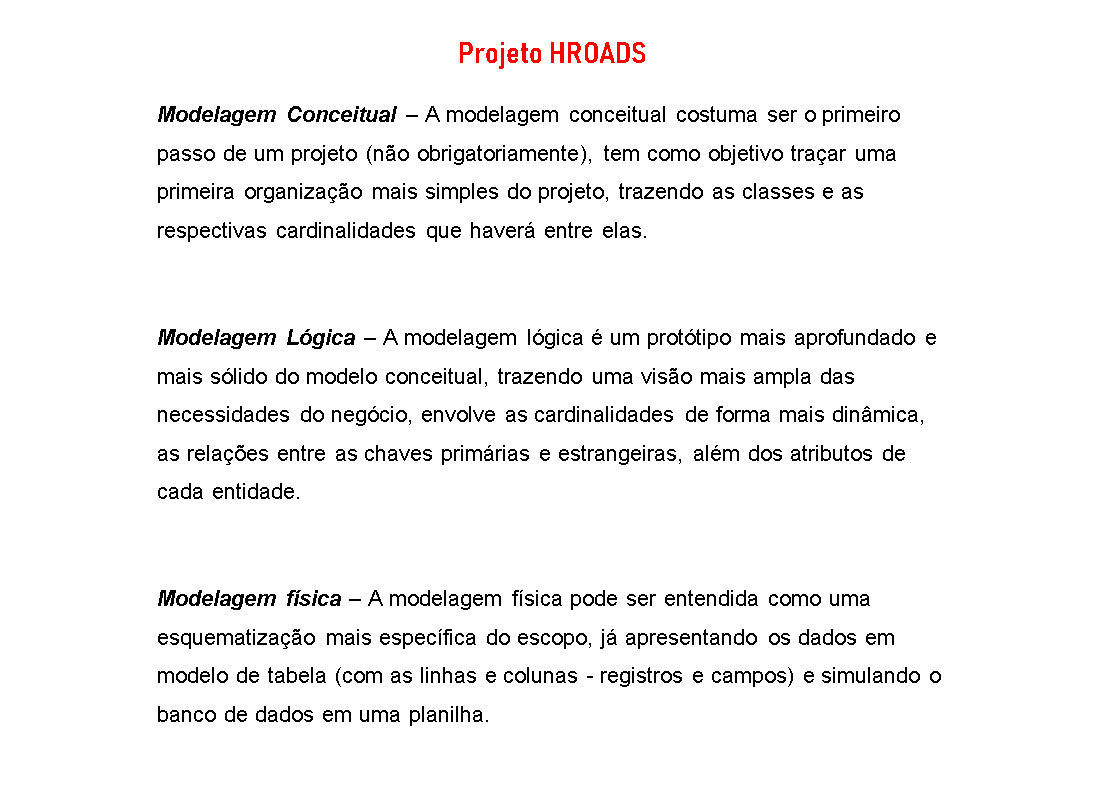 Projeto HROADS
Modelagem Conceitual – A modelagem conceitual costuma ser o primeiro
passo de um projeto (não obrigatoriamente), tem como objetivo traçar uma
primeira organização mais simples do projeto, trazendo as classes e as
respectivas cardinalidades que haverá entre elas.
Modelagem Lógica – A modelagem lógica é um protótipo mais aprofundado e
mais sólido do modelo conceitual, trazendo uma visão mais ampla das
necessidades do negócio, envolve as cardinalidades de forma mais dinâmica,
as relações entre as chaves primárias e estrangeiras, além dos atributos de
cada entidade.
Modelagem física – A modelagem física pode ser entendida como uma
esquematização mais específica do escopo, já apresentando os dados em
modelo de tabela (com as linhas e colunas - registros e campos) e simulando o
banco de dados em uma planilha.